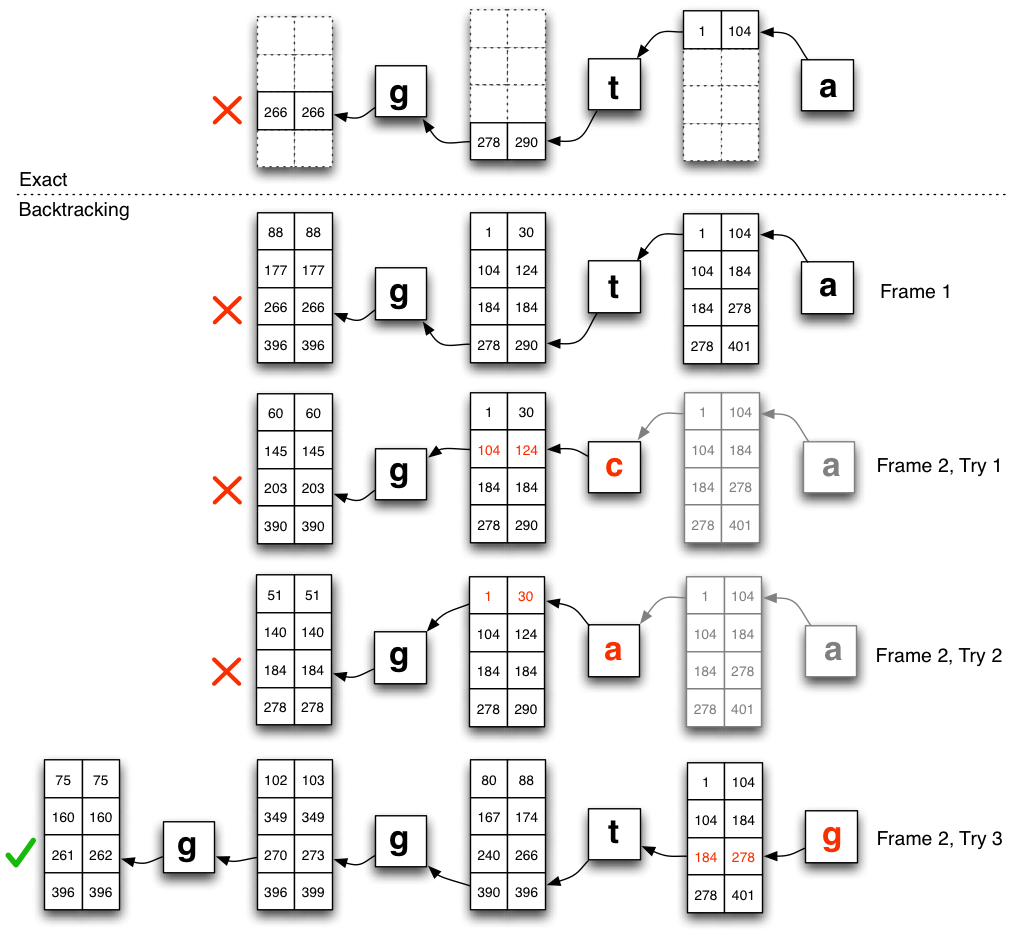 1 104
266 266 g t a
278 290
Exact
Backtracking
88 88 1 30 1 104
177 177 104 124 104 184
g t a Frame 1
266 266 184 184 184 278
396 396 278 290 278 401
60 60 1 30 1 104
145 145 104 124 104 184
g c a Frame 2, Try 1
203 203 184 184 184 278
390 390 278 290 278 401
51 51 1 30 1 104
140 140 104 124 104 184
g a a Frame 2, Try 2
184 184 184 184 184 278
278 278 278 290 278 401
75 75 102 103 80 88 1 104
160 160 349 349 167 174 104 184
g g t g Frame 2, Try 3
261 262 270 273 240 266 184 278
396 396 396 399 390 396 278 401